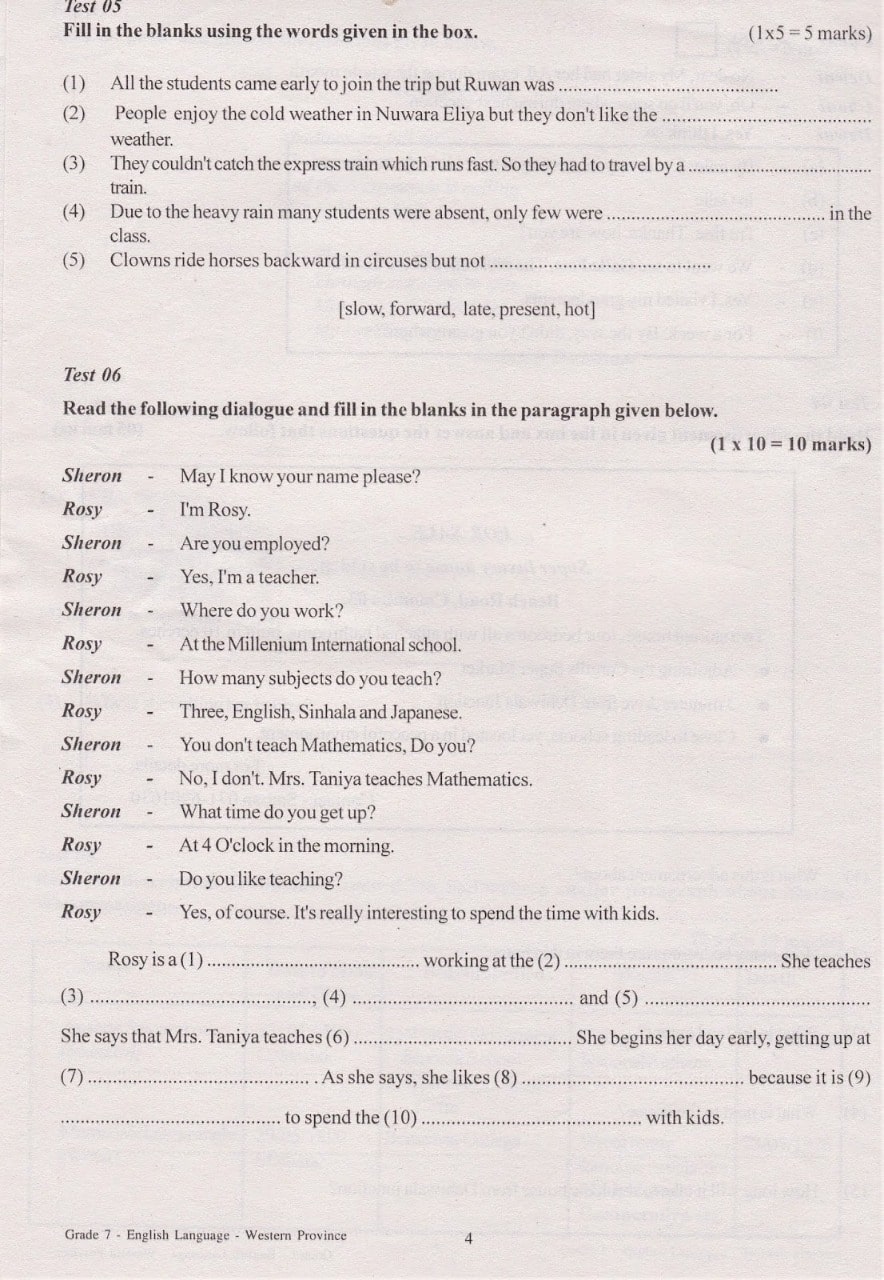 Test 05
Fill in the blanks using the words given in the box. (1x5 = 5 marks)
(1) All the students came early to join the trip but Ruwan was ..........................................
(2) People enjoy the cold weather in Nuwara Eliya but they don't like the ..........................................
weather.
(3) They couldn't catch the express train which runs fast. So they had to travel by a ..........................................
train.
(4) Due to the heavy rain many students were absent, only few were .......................................... in the
class.
(5) Clowns ride horses backward in circuses but not ..........................................
[slow, forward, late, present, hot]
Test 06
Read the following dialogue and fill in the blanks in the paragraph given below.
(1 x 10 = 10 marks)
Sheron - May I know your name please?
Rosy - I'm Rosy.
Sheron - Are you employed?
Rosy - Yes, I'm a teacher.
Sheron - Where do you work?
Rosy - At the Millenium International school.
Sheron - How many subjects do you teach?
Rosy - Three, English, Sinhala and Japanese.
Sheron - You don't teach Mathematics, Do you?
Rosy - No, I don't. Mrs. Taniya teaches Mathematics.
Sheron - What time do you get up?
Rosy - At 4 O'clock in the morning.
Sheron - Do you like teaching?
Rosy - Yes, of course. It's really interesting to spend the time with kids.
Rosy is a (1) .......................................... working at the (2) .......................................... She teaches
(3) .........................................., (4) .......................................... and (5) ..........................................
She says that Mrs. Taniya teaches (6) .......................................... She begins her day early, getting up at
(7) .......................................... . As she says, she likes (8) .......................................... because it is (9)
.......................................... to spend the (10) .......................................... with kids.
Grade 7 - English Language - Western Province 4